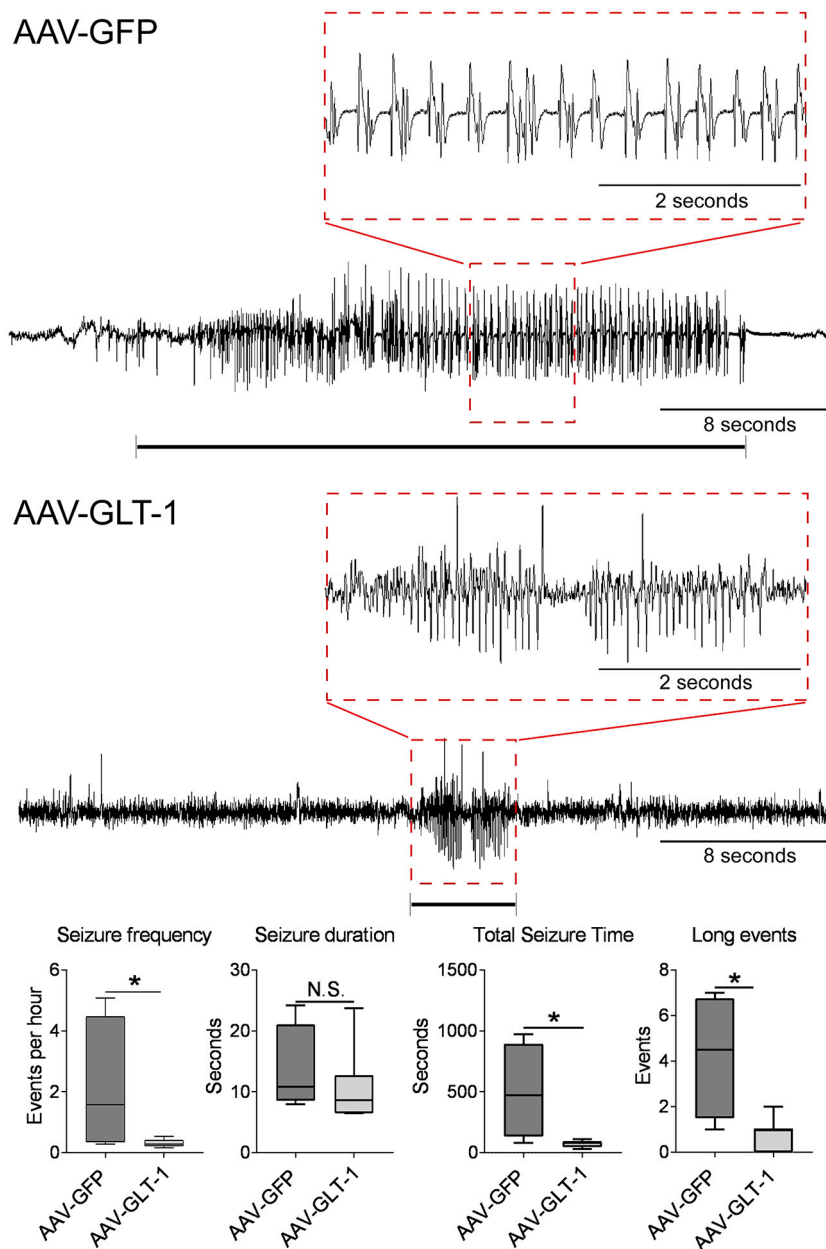 AAV-GFP
2 seconds
8 seconds
AAV-GLT-1
2 seconds
8 seconds
Seizure frequency
Events per hour
6
4
2
0
*
AAV-GFP
AAV-GLT-1
Seizure duration
Seconds
30
20
10
0
N.S.
AAV-GFP
AAV-GLT-1
Total Seizure Time
Seconds
1500
1000
500
0
*
AAV-GFP
AAV-GLT-1
Long events
Events
8
6
4
2
0
*
AAV-GFP
AAV-GLT-1